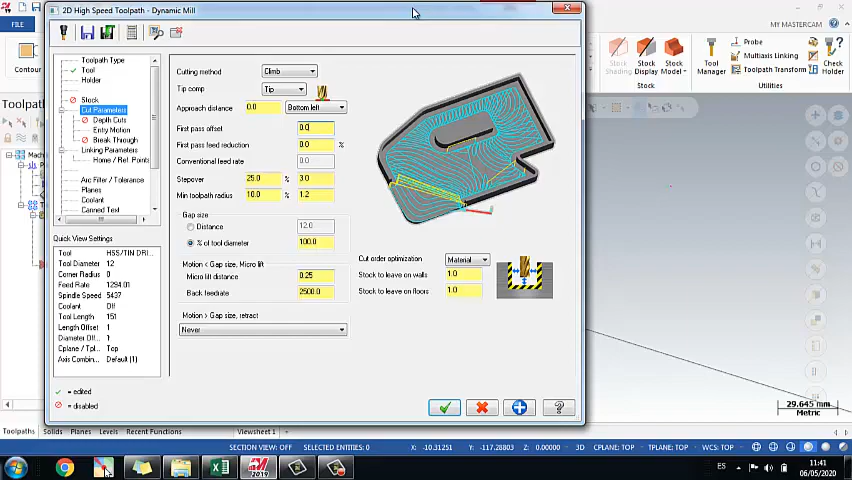 2D High Speed Toolpath - Dynamic Mill
FILE
MY MASTERCAM
Contour
Stock Shading
Stock Display
Stock Model
Stock
Tool Manager
Probe
Multiaxis Linking
Toolpath Transform
Check Holder
Utilities
Toolpath
Toolpath Type
Tool
Holder
Stock
Cut Parameters
Depth Cuts
Entry Motion
Break Through
Linking Parameters
Home / Ref. Points
Arc Filter / Tolerance
Planes
Coolant
Canned Text
Quick View Settings
Tool HSS/TIN DRI...
Tool Diameter 12
Corner Radius 0
Feed Rate 1294.01
Spindle Speed 5437
Coolant Off
Tool Length 151
Length Offset 1
Diameter Off... 1
Cplane / Tpl... Top
Axis Combin... Default (1)
= edited
= disabled
Cutting method Climb
Tip comp Tip
Approach distance 0.0 Bottom left
First pass offset 0.0
First pass feed reduction 0.0 %
Conventional feed rate 0.0
Stepover 25.0 % 3.0
Min toolpath radius 10.0 % 1.2
Gap size
Distance 12.0
% of tool diameter 100.0
Motion < Gap size, Micro lift
Micro lift distance 0.25
Back feedrate 2500.0
Motion > Gap size, retract
Never
Cut order optimization Material
Stock to leave on walls 1.0
Stock to leave on floors 1.0
29.645 mm
Metric
Toolpaths Solids Planes Levels Recent Functions Viewsheet 1
SECTION VIEW: OFF SELECTED ENTITIES: 0 X: -10.31251 Y: -117.28803 Z: 0.00000 3D CPLANE: TOP TPLANE: TOP WCS: TOP
2019
ES
11:41
06/05/2020